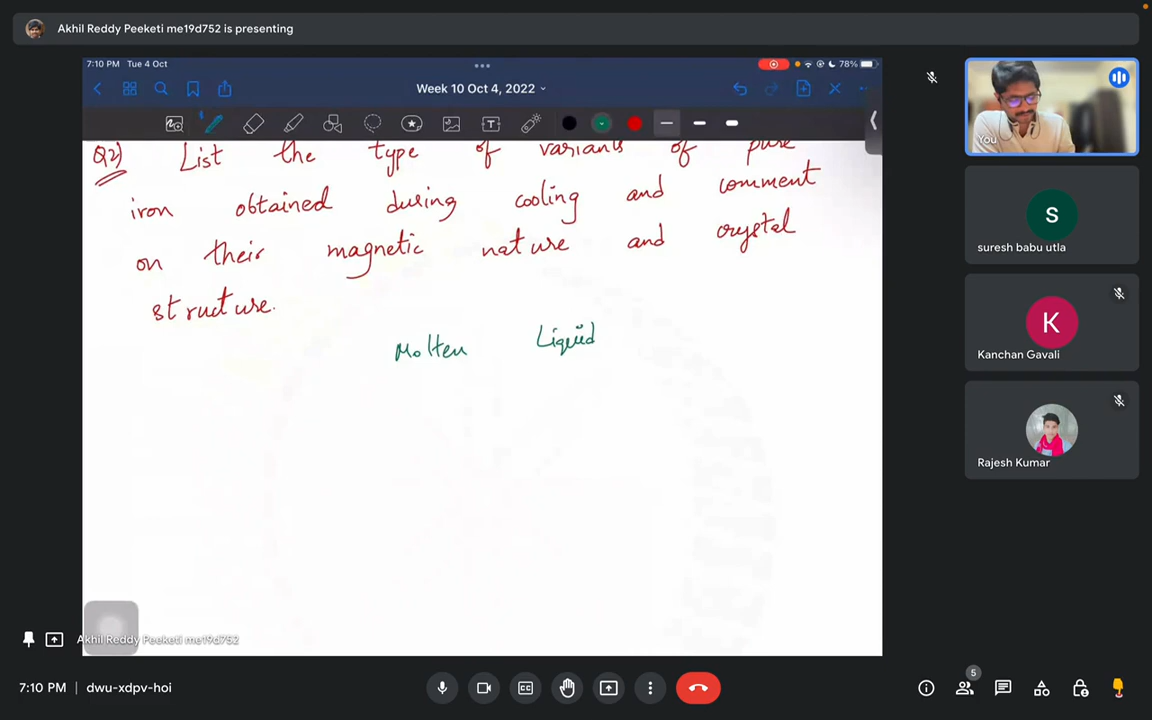 Akhil Reddy Peeketi me19d752 is presenting
7:10 PM Tue 4 Oct
78%
Week 10 Oct 4, 2022
T
Q2) List the type of variants of pure
iron obtained during cooling and comment
on their magnetic nature and crystal
structure.
Molten Liquid
You
S
suresh babu utla
K
Kanchan Gavali
Rajesh Kumar
Akhil Reddy Peeketi me19d752
7:10 PM | dwu-xdpv-hoi
CC
5